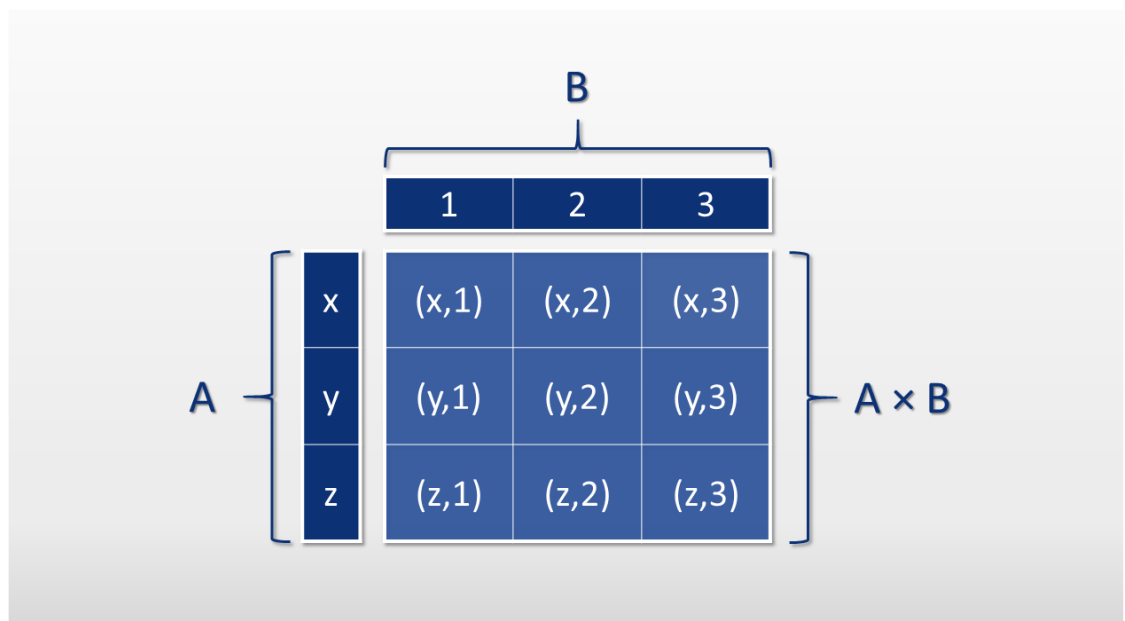 B
1 2 3
x (x,1) (x,2) (x,3)
A y (y,1) (y,2) (y,3) A × B
z (z,1) (z,2) (z,3)